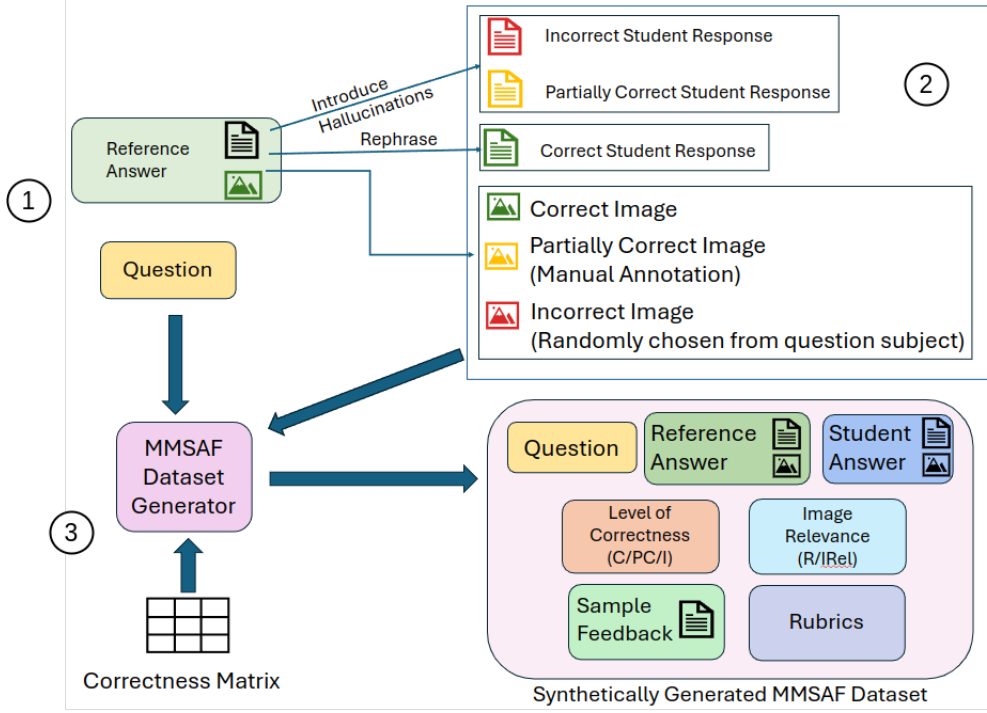 Incorrect Student Response
Partially Correct Student Response
2
Introduce
Hallucinations
Rephrase
Reference
Answer
Correct Student Response
1
Correct Image
Partially Correct Image
(Manual Annotation)
Incorrect Image
(Randomly chosen from question subject)
Question
MMSAF
Dataset
Generator
3
Correctness Matrix
Question
Reference
Answer
Student
Answer
Level of
Correctness
(C/PC/I)
Image
Relevance
(R/IRel)
Sample
Feedback
Rubrics
Synthetically Generated MMSAF Dataset